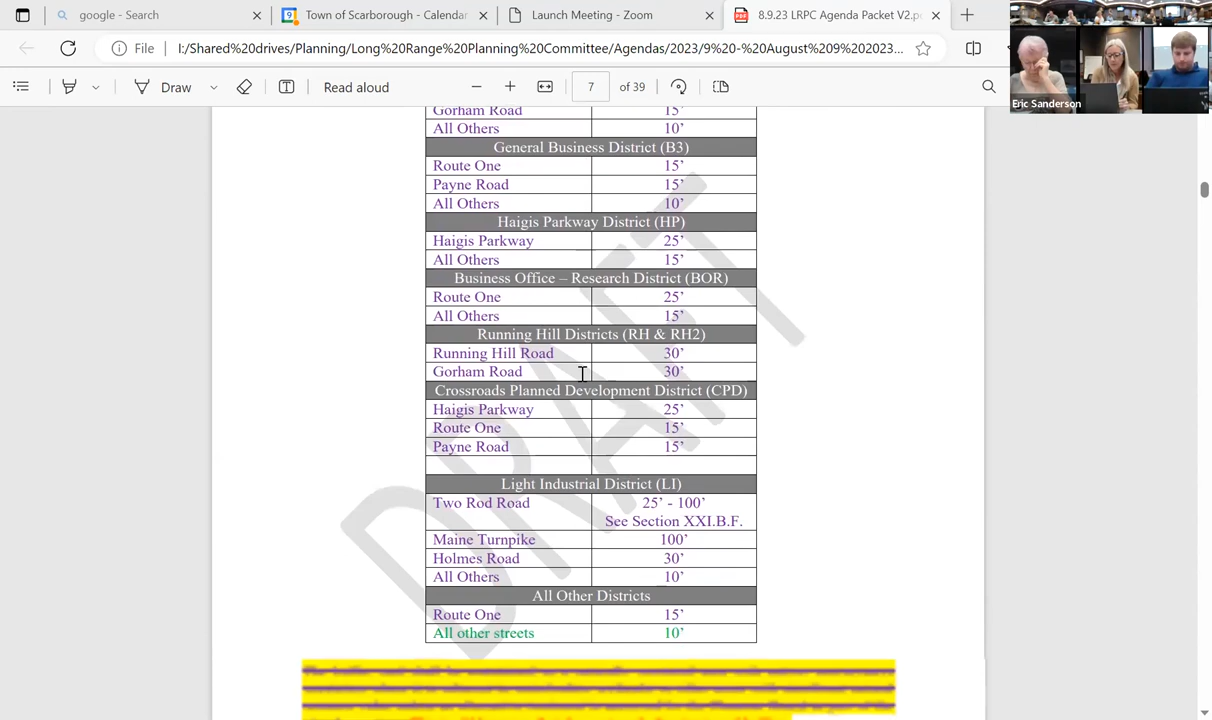 google - Search
Town of Scarborough - Calendar
Launch Meeting - Zoom
8.9.23 LRPC Agenda Packet V2.p
File
I:/Shared%20drives/Planning/Long%20Range%20Planning%20Committee/Agendas/2023/9%20-%20August%209%202023...
Draw
Read aloud
7
of 39
Eric Sanderson
Gorham Road 15’
All Others 10’
General Business District (B3)
Route One 15’
Payne Road 15’
All Others 10’
Haigis Parkway District (HP)
Haigis Parkway 25’
All Others 15’
Business Office – Research District (BOR)
Route One 25’
All Others 15’
Running Hill Districts (RH & RH2)
Running Hill Road 30’
Gorham Road 30’
Crossroads Planned Development District (CPD)
Haigis Parkway 25’
Route One 15’
Payne Road 15’
Light Industrial District (LI)
Two Rod Road 25’ - 100’
See Section XXI.B.F.
Maine Turnpike 100’
Holmes Road 30’
All Others 10’
All Other Districts
Route One 15’
All other streets 10’
DRAFT